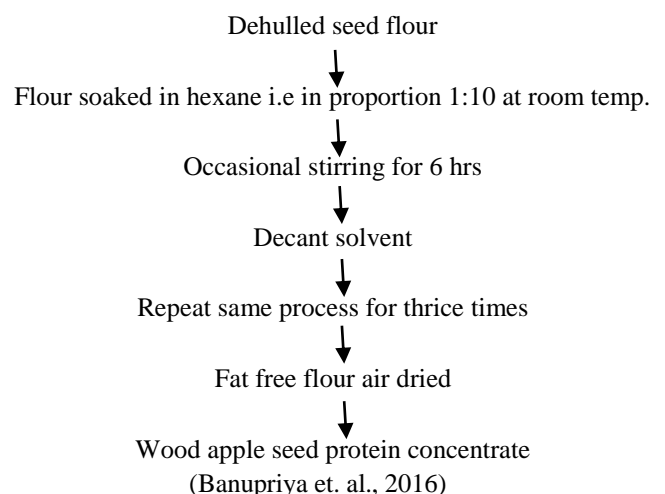 Dehulled seed flour
Flour soaked in hexane i.e in proportion 1:10 at room temp.
Occasional stirring for 6 hrs
Decant solvent
Repeat same process for thrice times
Fat free flour air dried
Wood apple seed protein concentrate
(Banupriya et. al., 2016)